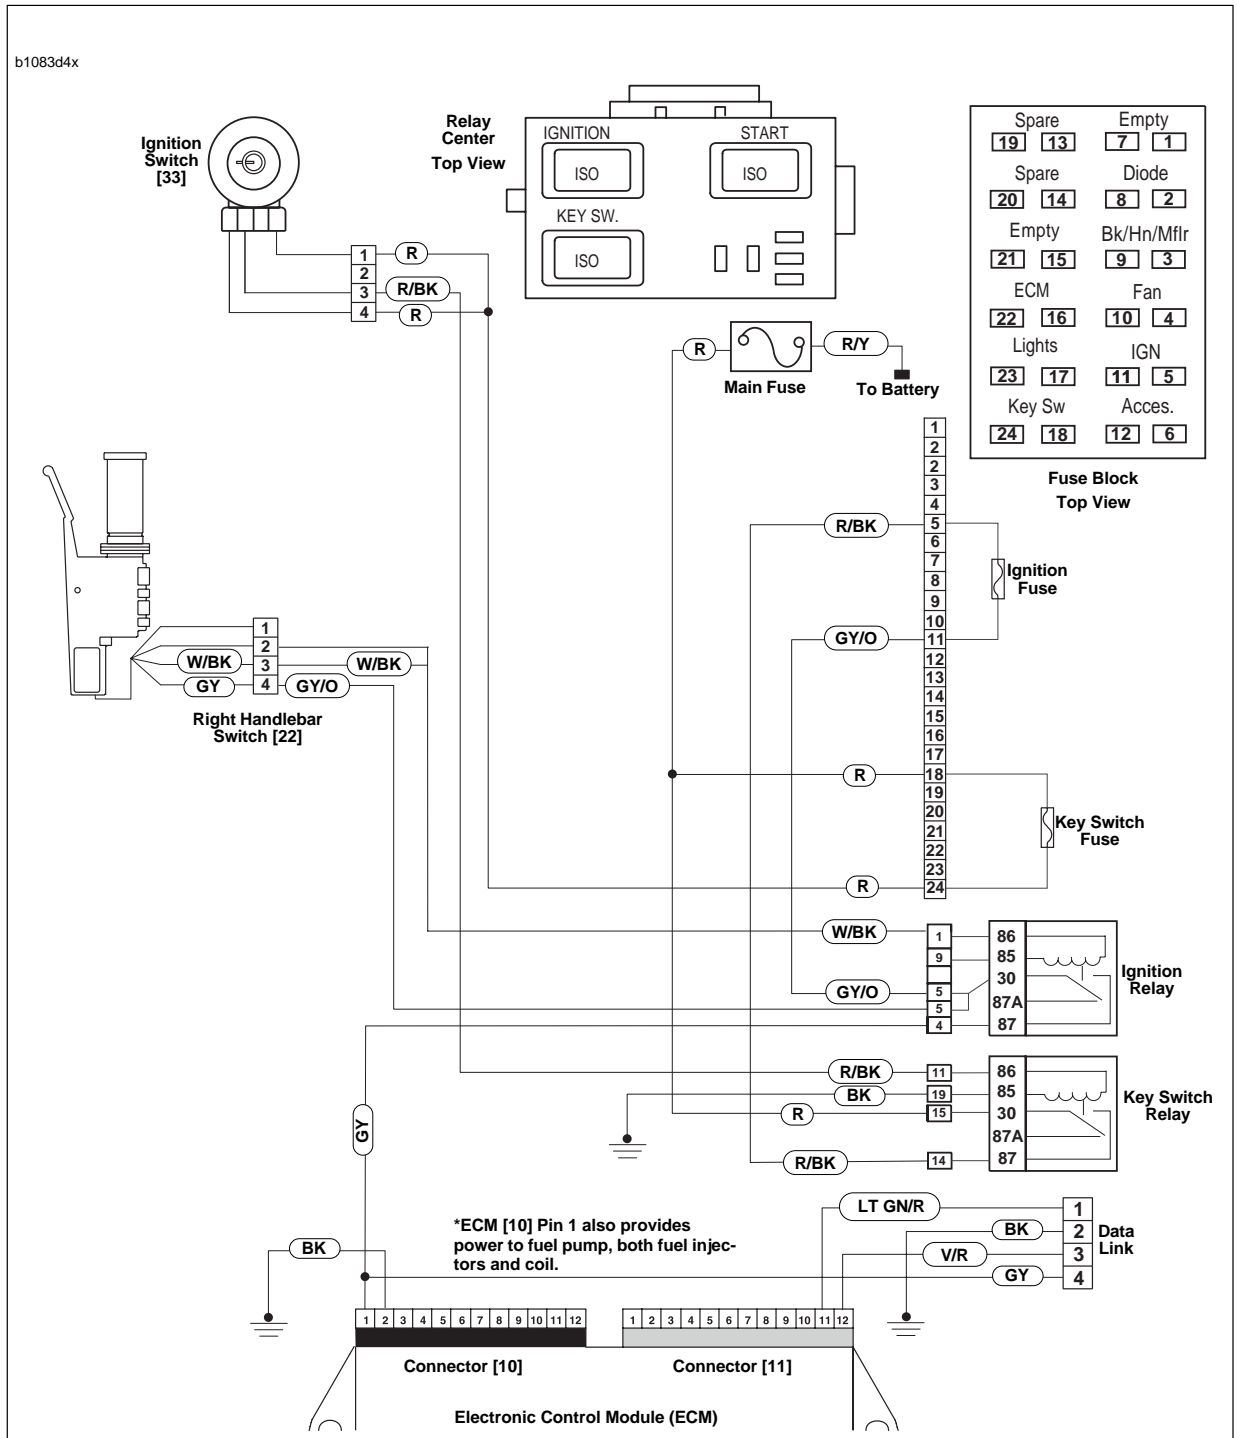 b1083d4x
Ignition
Switch
[33]
1
2
3
4
R
R/BK
R
Relay
Center
Top View
IGNITION
START
ISO
ISO
KEY SW.
ISO
Spare
Empty
19 13 7 1
Spare
Diode
20 14 8 2
Empty
Bk/Hn/Mflr
21 15 9 3
ECM
Fan
22 16 10 4
Lights
IGN
23 17 11 5
Key Sw
Acces.
24 18 12 6
Fuse Block
Top View
R
R/Y
Main Fuse
To Battery
1
2
2
3
4
5
6
7
8
9
10
11
12
13
14
15
16
17
18
19
20
21
22
23
24
R/BK
GY/O
R
R
Ignition
Fuse
Key Switch
Fuse
1
2
3
4
W/BK
W/BK
GY
GY/O
Right Handlebar
Switch [22]
W/BK
GY/O
1
9
5
5
4
86
85
30
87A
87
Ignition
Relay
R/BK
BK
R
R/BK
11
19
15
14
86
85
30
87A
87
Key Switch
Relay
GY
LT GN/R
BK
V/R
GY
1
2
3
4
Data
Link
BK
*ECM [10] Pin 1 also provides
power to fuel pump, both fuel injec-
tors and coil.
1 2 3 4 5 6 7 8 9 10 11 12
1 2 3 4 5 6 7 8 9 10 11 12
Connector [10]
Connector [11]
Electronic Control Module (ECM)